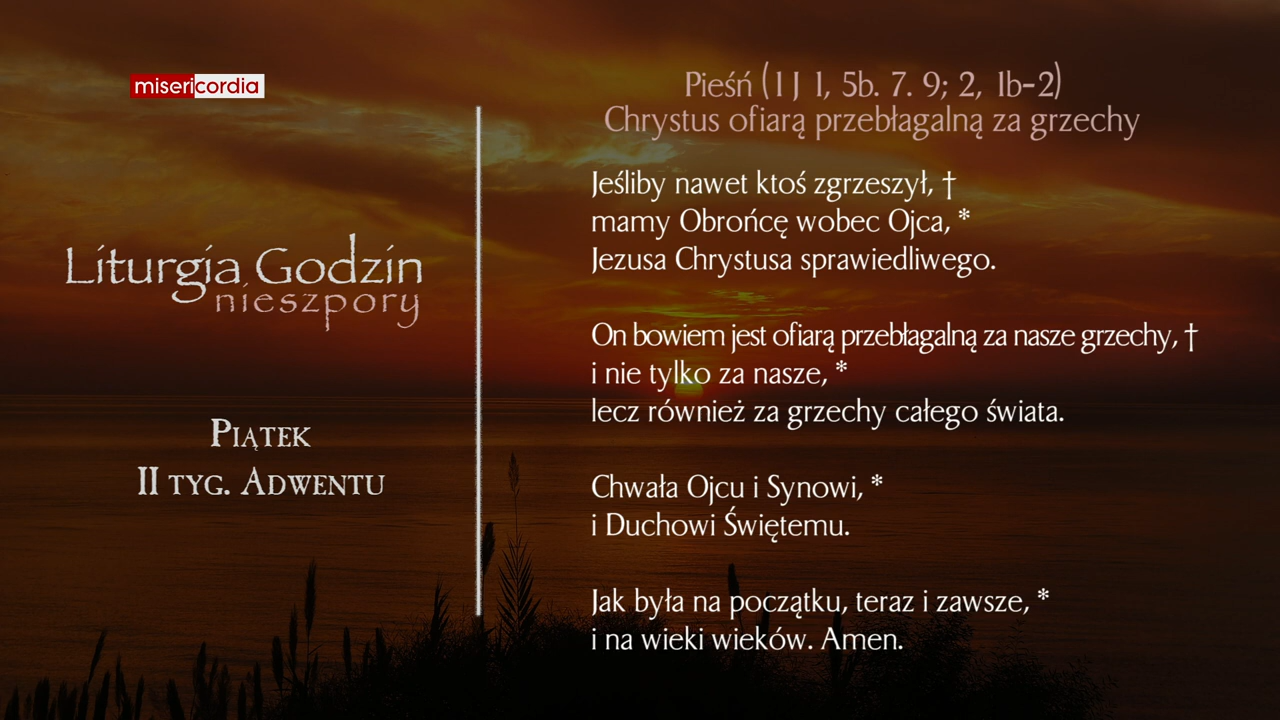 misericordia
Liturgia Godzin
nieszpory
Piątek
II tyg. Adwentu
Pieśń (1 J 1, 5b. 7. 9; 2, 1b-2)
Chrystus ofiarą przebłagalną za grzechy
Jeśliby nawet ktoś zgrzeszył, †
mamy Obrońcę wobec Ojca, *
Jezusa Chrystusa sprawiedliwego.
On bowiem jest ofiarą przebłagalną za nasze grzechy, †
i nie tylko za nasze, *
lecz również za grzechy całego świata.
Chwała Ojcu i Synowi, *
i Duchowi Świętemu.
Jak była na początku, teraz i zawsze, *
i na wieki wieków. Amen.